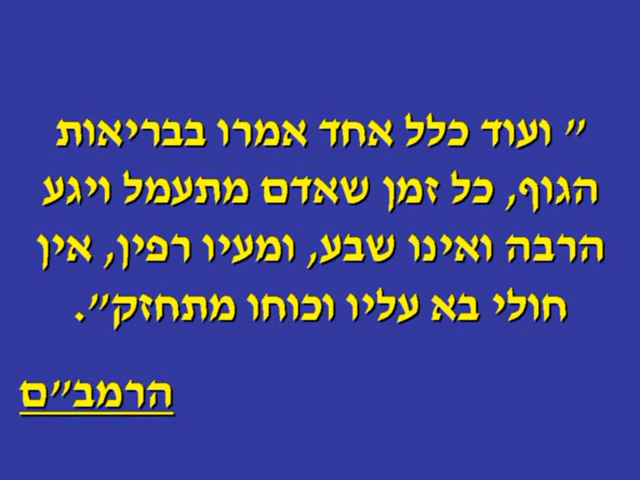 " ועוד כלל אחד אמרו בבריאות
הגוף, כל זמן שאדם מתעמל ויגע
הרבה ואינו שבע, ומעיו רפין, אין
חולי בא עליו וכוחו מתחזק".
הרמב"ם